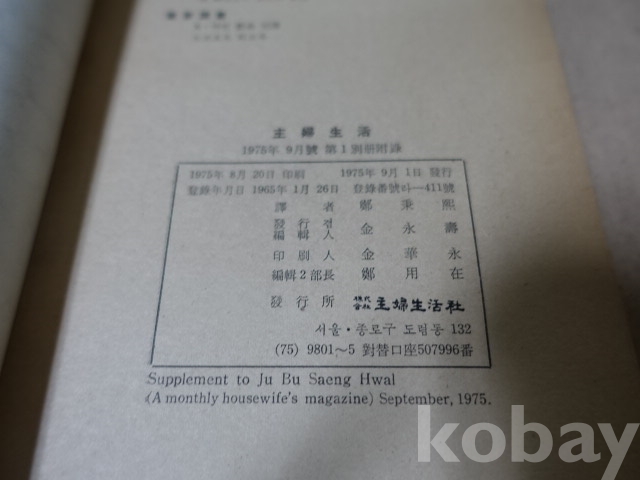 主婦生活
1975年 9月號 第1別冊附錄
1975年 8月 20日 印刷 1975年 9月 1日 發行
登錄年月日 1965年 1月 26日 登錄番號라—411號
譯者 鄭秉熙
發行겸
編輯人 金永壽
印刷人 金華永
編輯2部長 鄭用在
發行所 株式會社 主婦生活社
서울·종로구 도렴동 132
(75) 9801～5 對替口座507996番
Supplement to Ju Bu Saeng Hwal
(A monthly housewife's magazine) September, 1975.
kobay